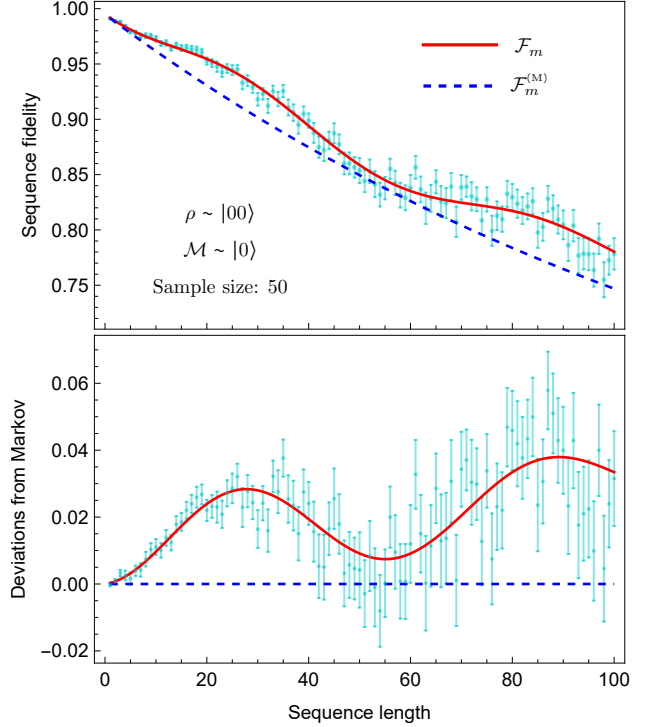 1.00
0.95
0.90
0.85
0.80
0.75
Sequence fidelity
ℱₘ
ℱₘ⁽ᴹ⁾
ρ ~ |00⟩
ℳ ~ |0⟩
Sample size: 50
0.06
0.04
0.02
0.00
−0.02
Deviations from Markov
0 20 40 60 80 100
Sequence length